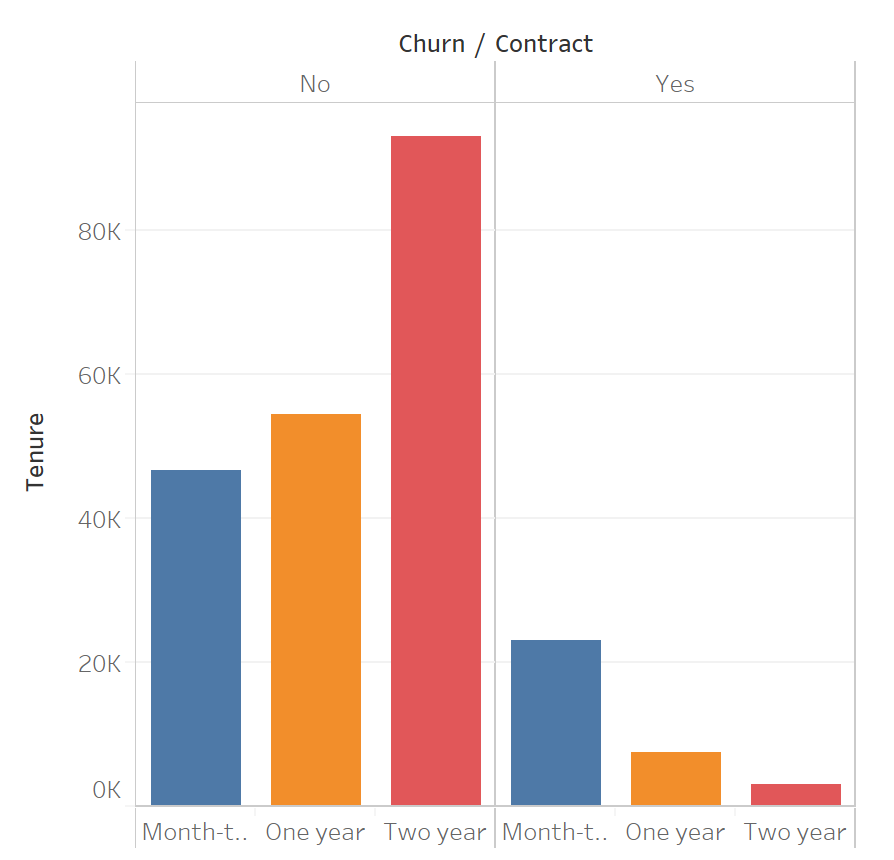 Churn / Contract
No Yes
80K
60K
40K
20K
0K
Tenure
Month-t.. One year Two year Month-t.. One year Two year